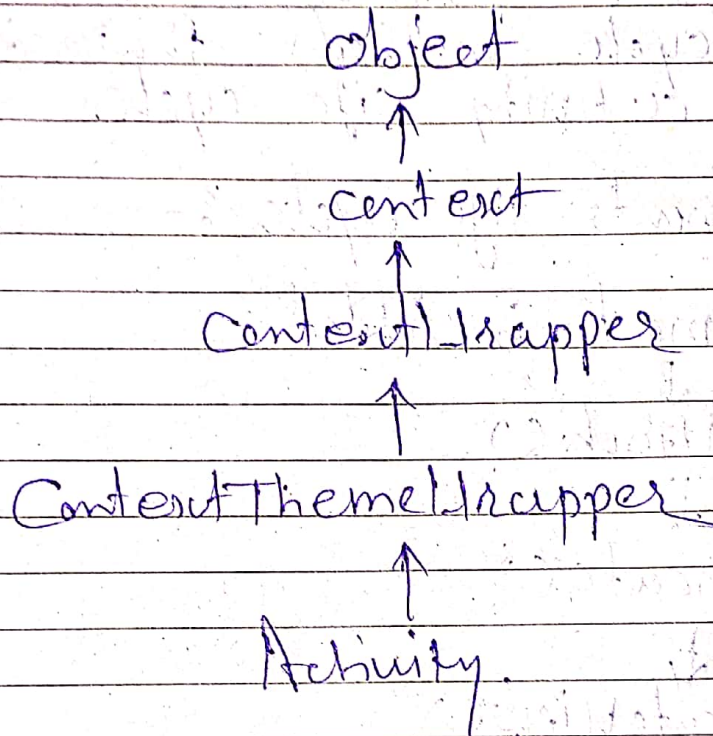 Object
↑
context
↑
ContextWrapper
↑
ContextThemeWrapper
↑
Activity.